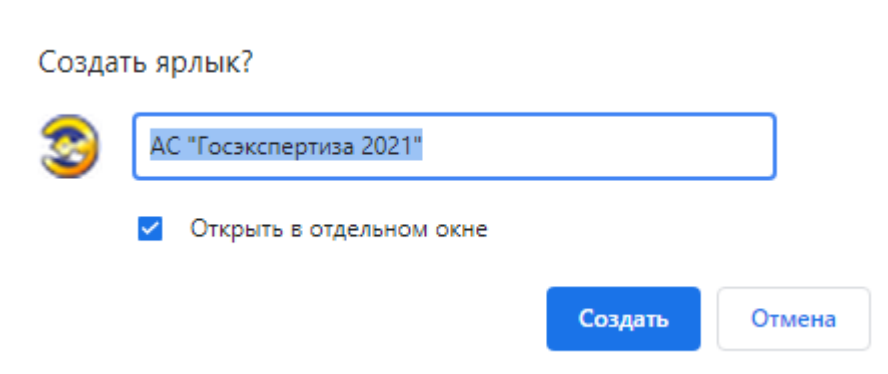 Создать ярлык?
АС "Госэкспертиза 2021"
Открыть в отдельном окне
Создать
Отмена